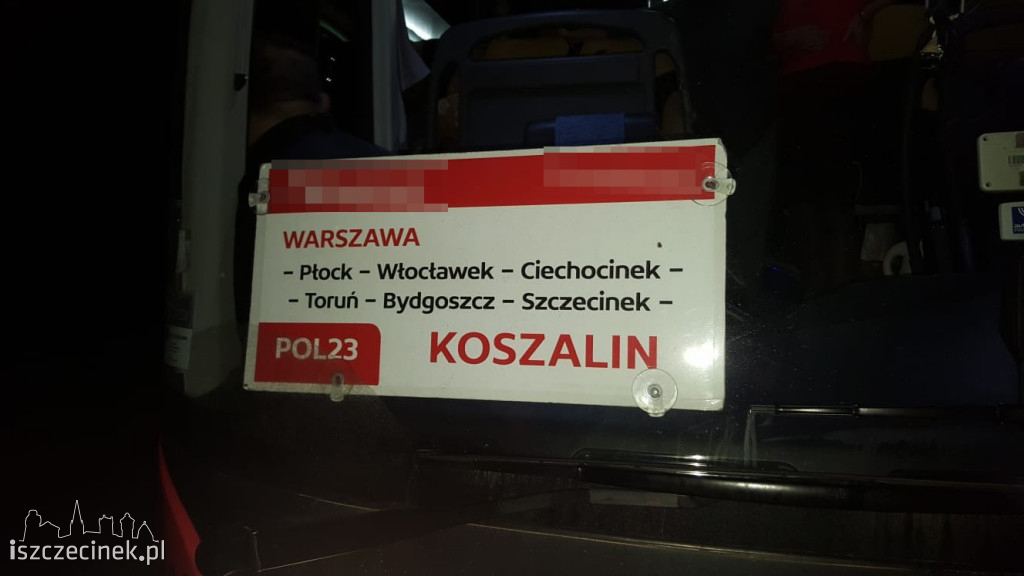 WARSZAWA
– Płock – Włocławek – Ciechocinek –
– Toruń – Bydgoszcz – Szczecinek –
POL23
KOSZALIN
iszczecinek.pl